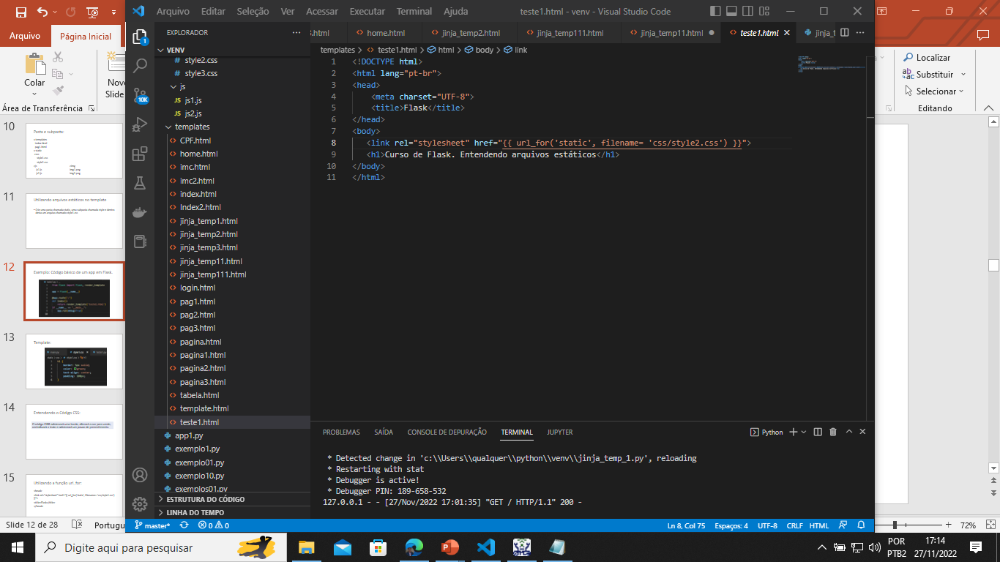 Arquivo Editar Seleção Ver Acessar Executar Terminal Ajuda
teste1.html - venv - Visual Studio Code
Arquivo
Página Inicial
Colar
Novo
Slide
Área de Transferência
Localizar
Substituir
Selecionar
Editando
10
Pasta e subpasta:
11
Utilizando arquivos estáticos no template
12
Exemplo: Código básico de um app em Flask.
13
Template:
14
Entendendo o Código CSS:
15
Utilizando a função url_for:
Slide 12 de 28
Portugu
72%
EXPLORADOR
VENV
style2.css
style3.css
js
js1.js
js2.js
templates
CPF.html
home.html
imc.html
imc2.html
index.html
Index2.html
jinja_temp1.html
jinja_temp2.html
jinja_temp3.html
jinja_temp11.html
jinja_temp111.html
login.html
pag1.html
pag2.html
pag3.html
pagina.html
pagina1.html
pagina2.html
pagina3.html
tabela.html
template.html
teste1.html
app1.py
exemplo1.py
exemplo01.py
exemplo10.py
exemplos01.py
ESTRUTURA DO CÓDIGO
LINHA DO TEMPO
1
10K
3.html
home.html
jinja_temp2.html
jinja_temp111.html
jinja_temp11.html
teste1.html
jinja_t
templates > teste1.html > html > body > link
1 <!DOCTYPE html>
2 <html lang="pt-br">
3 <head>
4 <meta charset="UTF-8">
5 <title>Flask</title>
6 </head>
7 <body>
8 <link rel="stylesheet" href="{{ url_for('static', filename= 'css/style2.css') }}">
9 <h1>Curso de Flask. Entendendo arquivos estáticos</h1>
10 </body>
11 </html>
PROBLEMAS SAÍDA CONSOLE DE DEPURAÇÃO TERMINAL JUPYTER
Python
* Detected change in 'c:\\Users\\qualquer\\python\\venv\\jinja_temp_1.py', reloading
* Restarting with stat
* Debugger is active!
* Debugger PIN: 189-658-532
127.0.0.1 - - [27/Nov/2022 17:01:35] "GET / HTTP/1.1" 200 -
master*
0 0
Ln 8, Col 75
Espaços: 4
UTF-8
CRLF
HTML
Digite aqui para pesquisar
POR
PTB2
17:14
27/11/2022